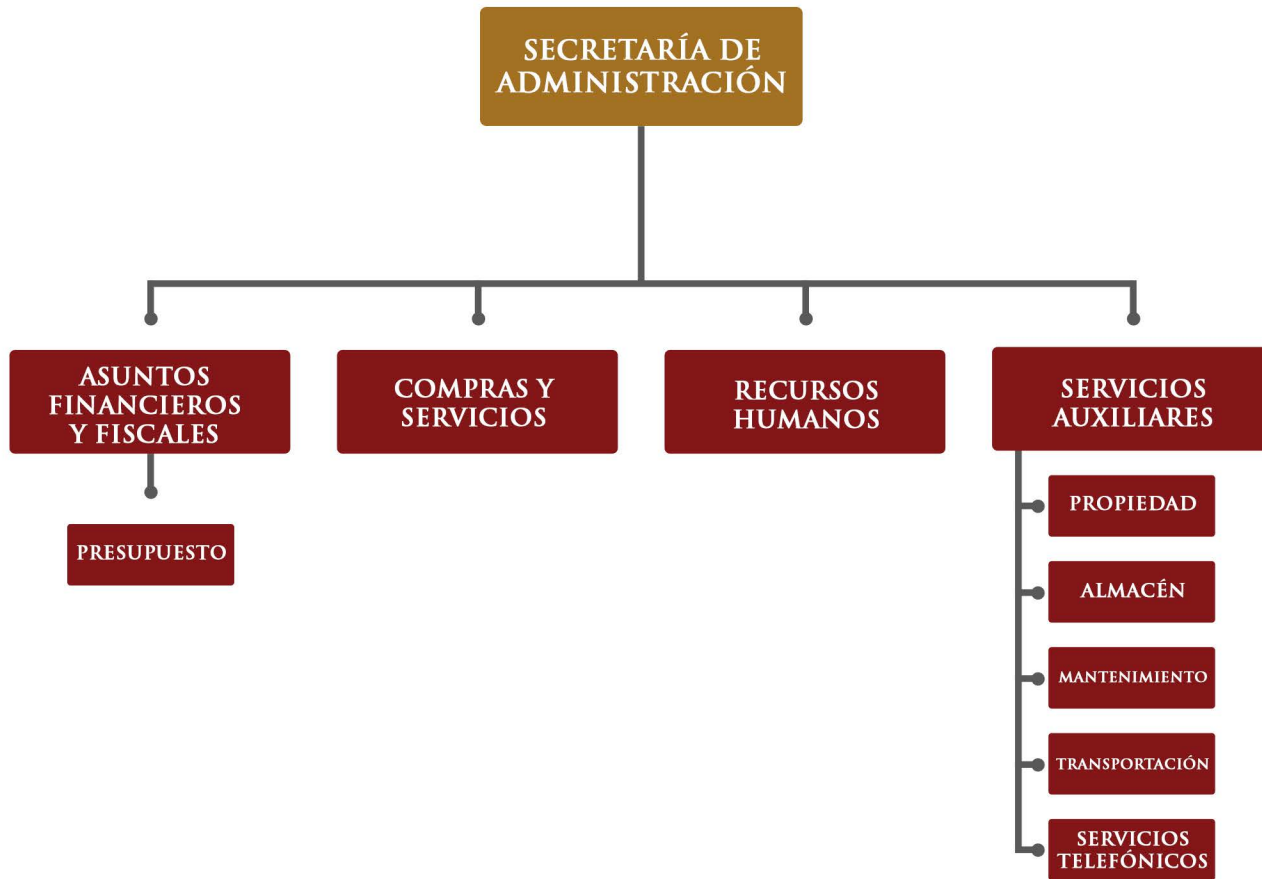 SECRETARÍA DE
ADMINISTRACIÓN
ASUNTOS
FINANCIEROS
Y FISCALES
COMPRAS Y
SERVICIOS
RECURSOS
HUMANOS
SERVICIOS
AUXILIARES
PRESUPUESTO
PROPIEDAD
ALMACÉN
MANTENIMIENTO
TRANSPORTACIÓN
SERVICIOS
TELEFÓNICOS